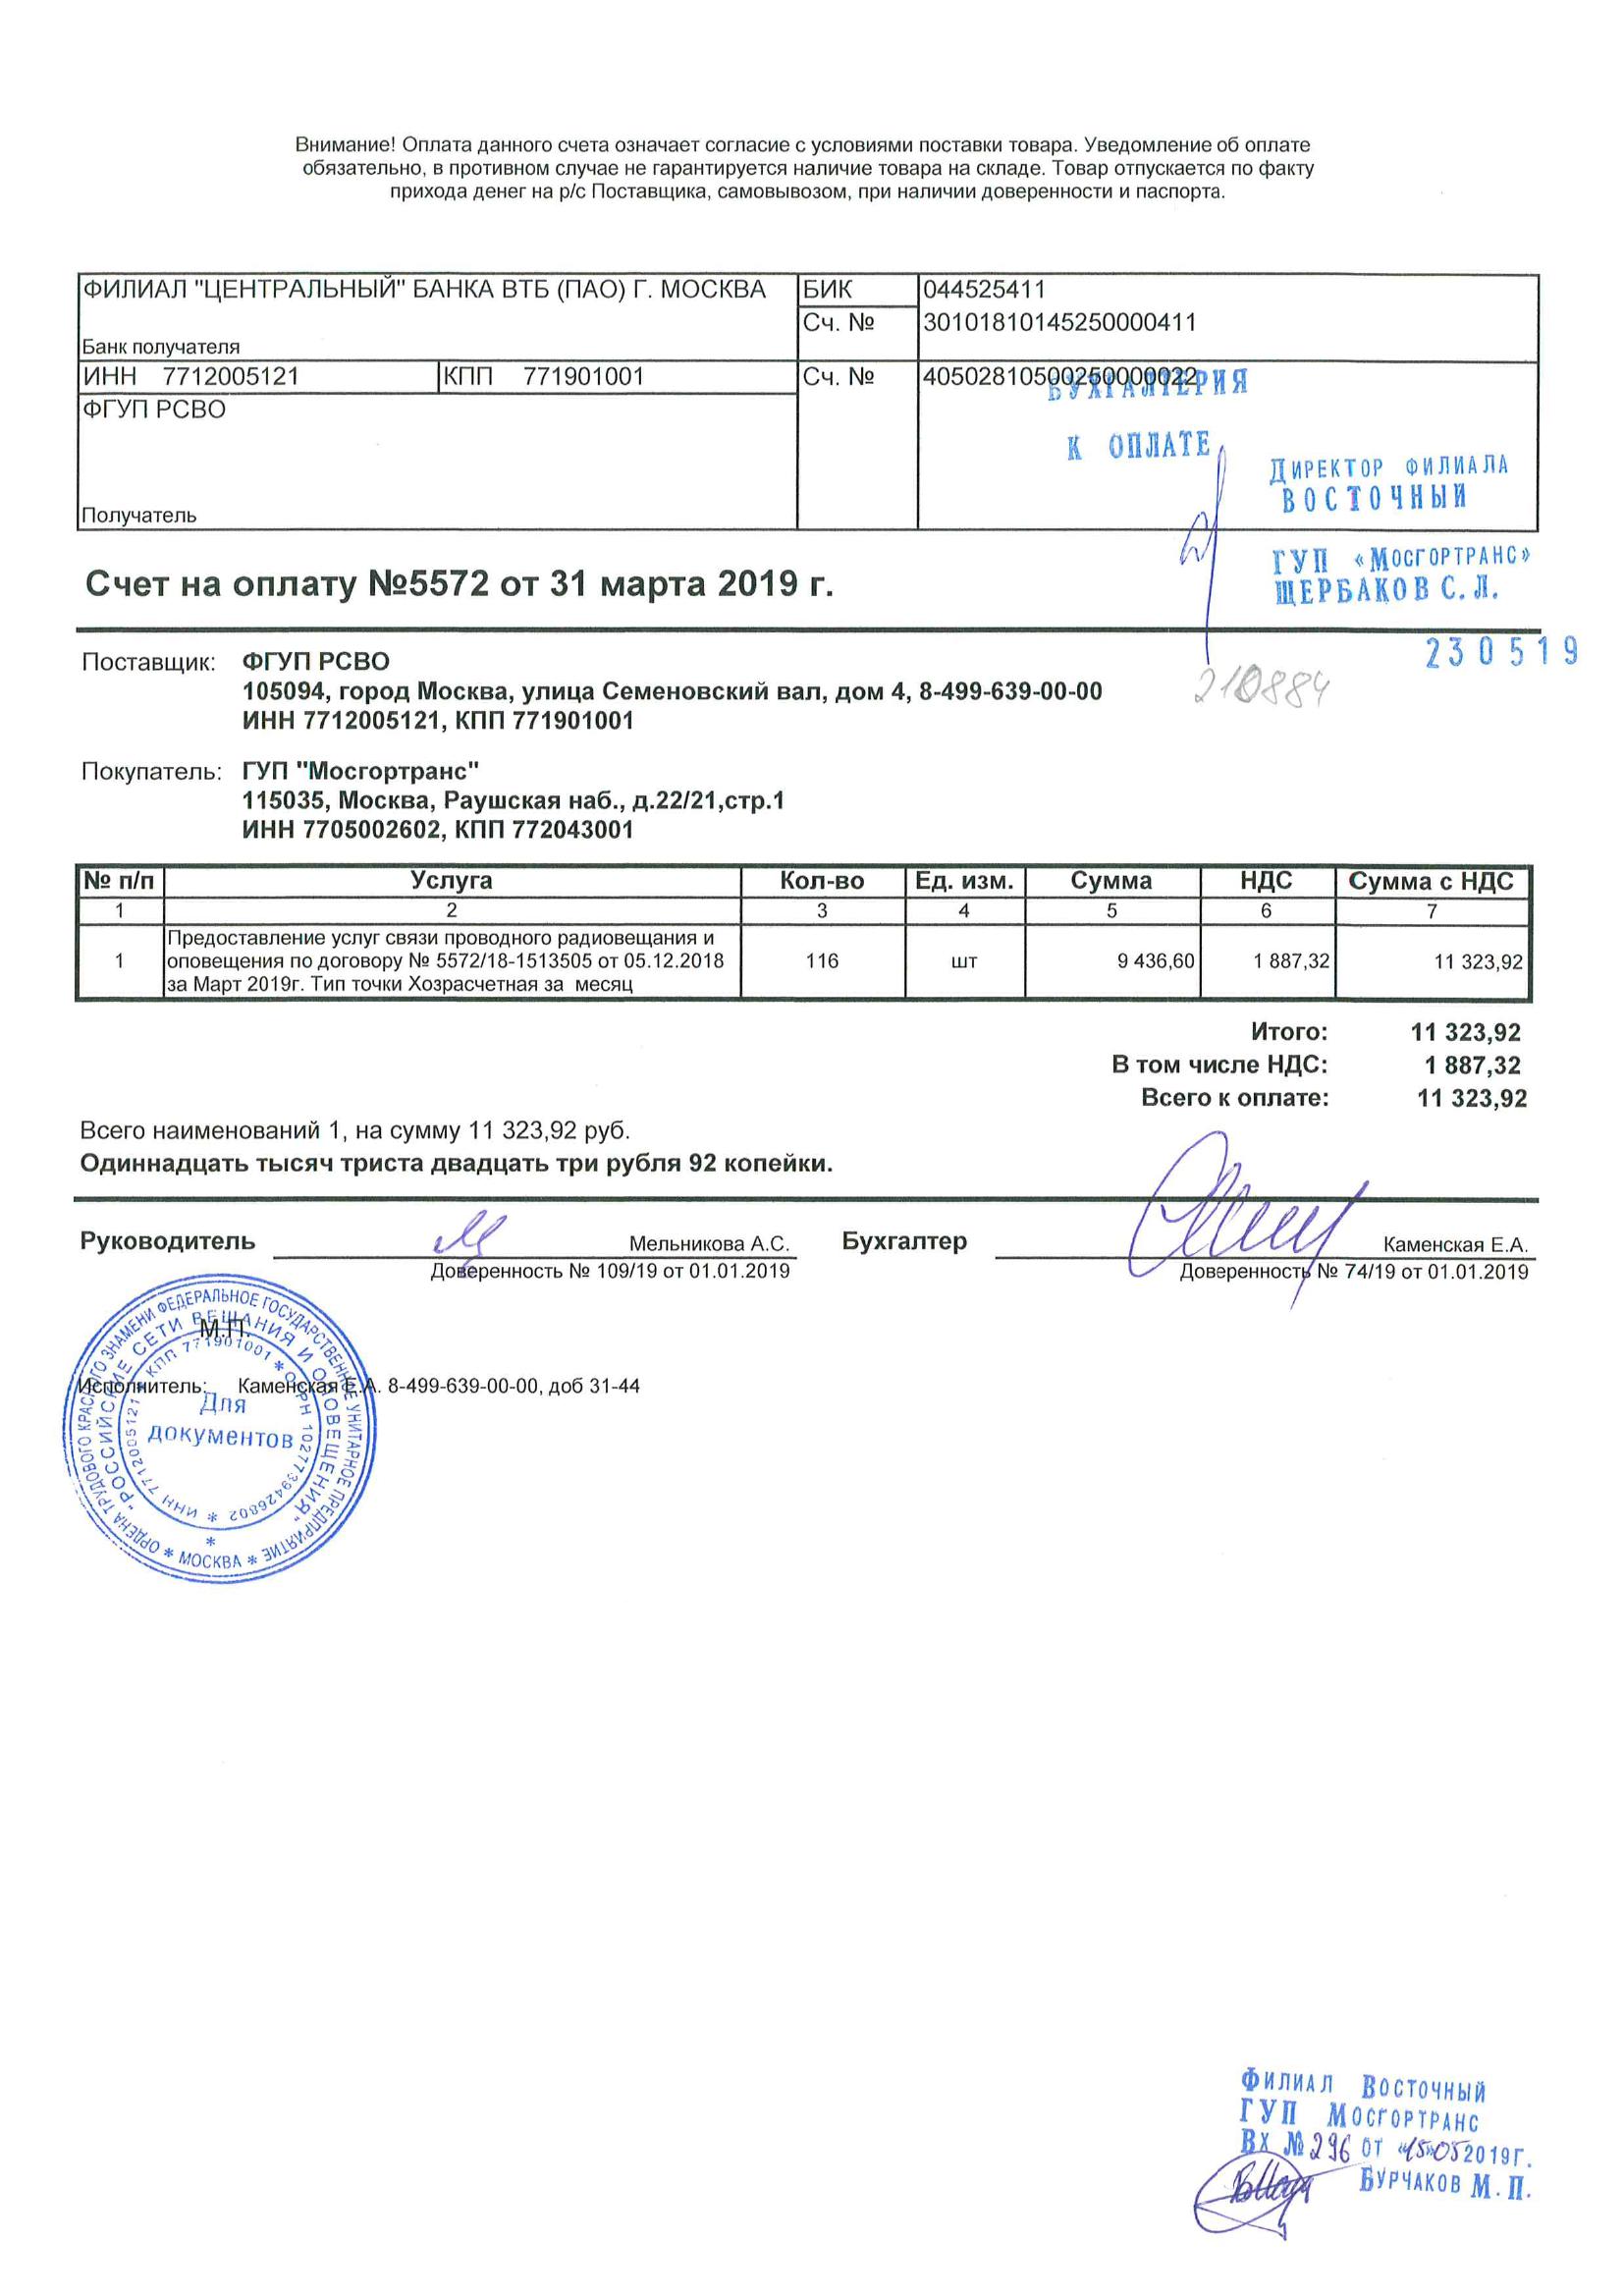 Внимание! Оплата данного счета означает согласие с условиями поставки товара. Уведомление об оплате
обязательно, в противном случае не гарантируется наличие товара на складе. Товар отпускается по факту
прихода денег на р/с Поставщика, самовывозом, при наличии доверенности и паспорта.
ФИЛИАЛ "ЦЕНТРАЛЬНЫЙ" БАНКА ВТБ (ПАО) Г. МОСКВА БИК 044525411
Сч. № 30101810145250000411
Банк получателя
ИНН 7712005121 КПП 771901001 Сч. № 40502810500250000022
БУХГАЛТЕРИЯ
ФГУП РСВО
К ОПЛАТЕ
ДИРЕКТОР ФИЛИАЛА
ВОСТОЧНЫЙ
Получатель
ГУП «МОСГОРТРАНС»
ЩЕРБАКОВ С. Л.
Счет на оплату №5572 от 31 марта 2019 г.
230519
210884
Поставщик: ФГУП РСВО
105094, город Москва, улица Семеновский вал, дом 4, 8-499-639-00-00
ИНН 7712005121, КПП 771901001
Покупатель: ГУП "Мосгортранс"
115035, Москва, Раушская наб., д.22/21,стр.1
ИНН 7705002602, КПП 772043001
№ п/п Услуга Кол-во Ед. изм. Сумма НДС Сумма с НДС
1 2 3 4 5 6 7
Предоставление услуг связи проводного радиовещания и
1 оповещения по договору № 5572/18-1513505 от 05.12.2018 116 шт 9 436,60 1 887,32 11 323,92
за Март 2019г. Тип точки Хозрасчетная за месяц
Итого: 11 323,92
В том числе НДС: 1 887,32
Всего к оплате: 11 323,92
Всего наименований 1, на сумму 11 323,92 руб.
Одиннадцать тысяч триста двадцать три рубля 92 копейки.
Руководитель Мельникова А.С. Бухгалтер Каменская Е.А.
Доверенность № 109/19 от 01.01.2019 Доверенность № 74/19 от 01.01.2019
М.П.
Исполнитель: Каменская Е.А. 8-499-639-00-00, доб 31-44
ОРДЕНА ТРУДОВОГО КРАСНОГО ЗНАМЕНИ ФЕДЕРАЛЬНОЕ ГОСУДАРСТВЕННОЕ УНИТАРНОЕ ПРЕДПРИЯТИЕ * МОСКВА *
"РОССИЙСКИЕ СЕТИ ВЕЩАНИЯ И ОПОВЕЩЕНИЯ" *
ИНН 7712005121 * КПП 771901001 * ОГРН 1027739426802 *
Для
документов
ФИЛИАЛ ВОСТОЧНЫЙ
ГУП МОСГОРТРАНС
ВХ № 296 ОТ «15» 05 2019Г.
БУРЧАКОВ М. П.